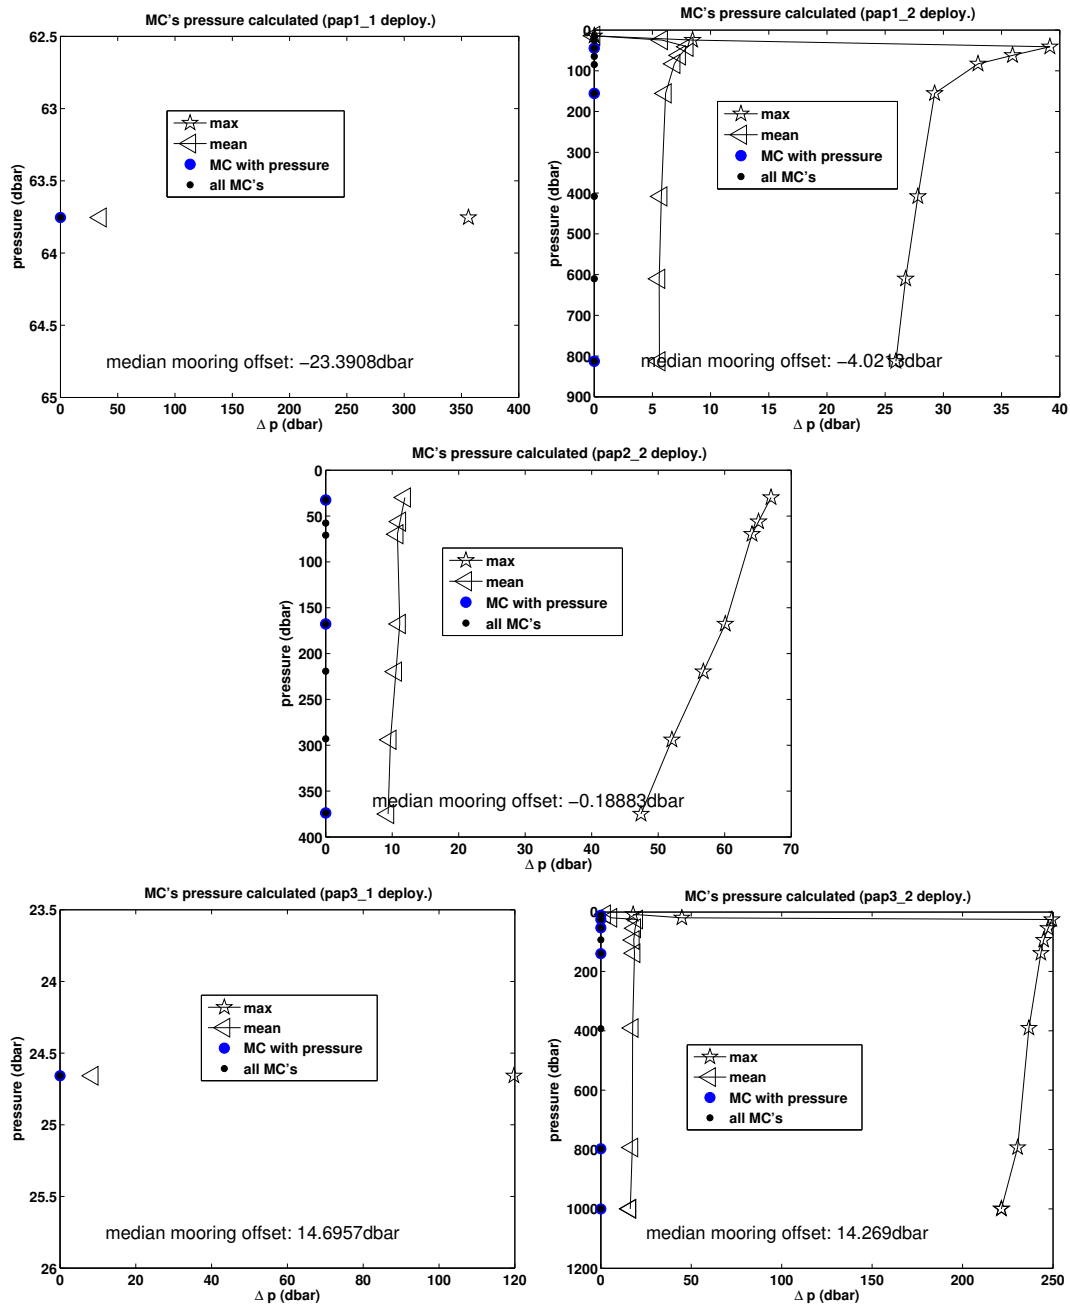 MC's pressure calculated (pap1_1 deploy.)
62.5
63
63.5
64
64.5
65
pressure (dbar)
max
mean
MC with pressure
all MC's
median mooring offset: −23.3908dbar
0 50 100 150 200 250 300 350 400
Δ p (dbar)
MC's pressure calculated (pap1_2 deploy.)
0
100
200
300
400
500
600
700
800
900
pressure (dbar)
max
mean
MC with pressure
all MC's
median mooring offset: −4.0213dbar
0 5 10 15 20 25 30 35 40
Δ p (dbar)
MC's pressure calculated (pap2_2 deploy.)
0
50
100
150
200
250
300
350
400
pressure (dbar)
max
mean
MC with pressure
all MC's
median mooring offset: −0.18883dbar
0 10 20 30 40 50 60 70
Δ p (dbar)
MC's pressure calculated (pap3_1 deploy.)
23.5
24
24.5
25
25.5
26
pressure (dbar)
max
mean
MC with pressure
all MC's
median mooring offset: 14.6957dbar
0 20 40 60 80 100 120
Δ p (dbar)
MC's pressure calculated (pap3_2 deploy.)
0
200
400
600
800
1000
1200
pressure (dbar)
max
mean
MC with pressure
all MC's
median mooring offset: 14.269dbar
0 50 100 150 200 250
Δ p (dbar)